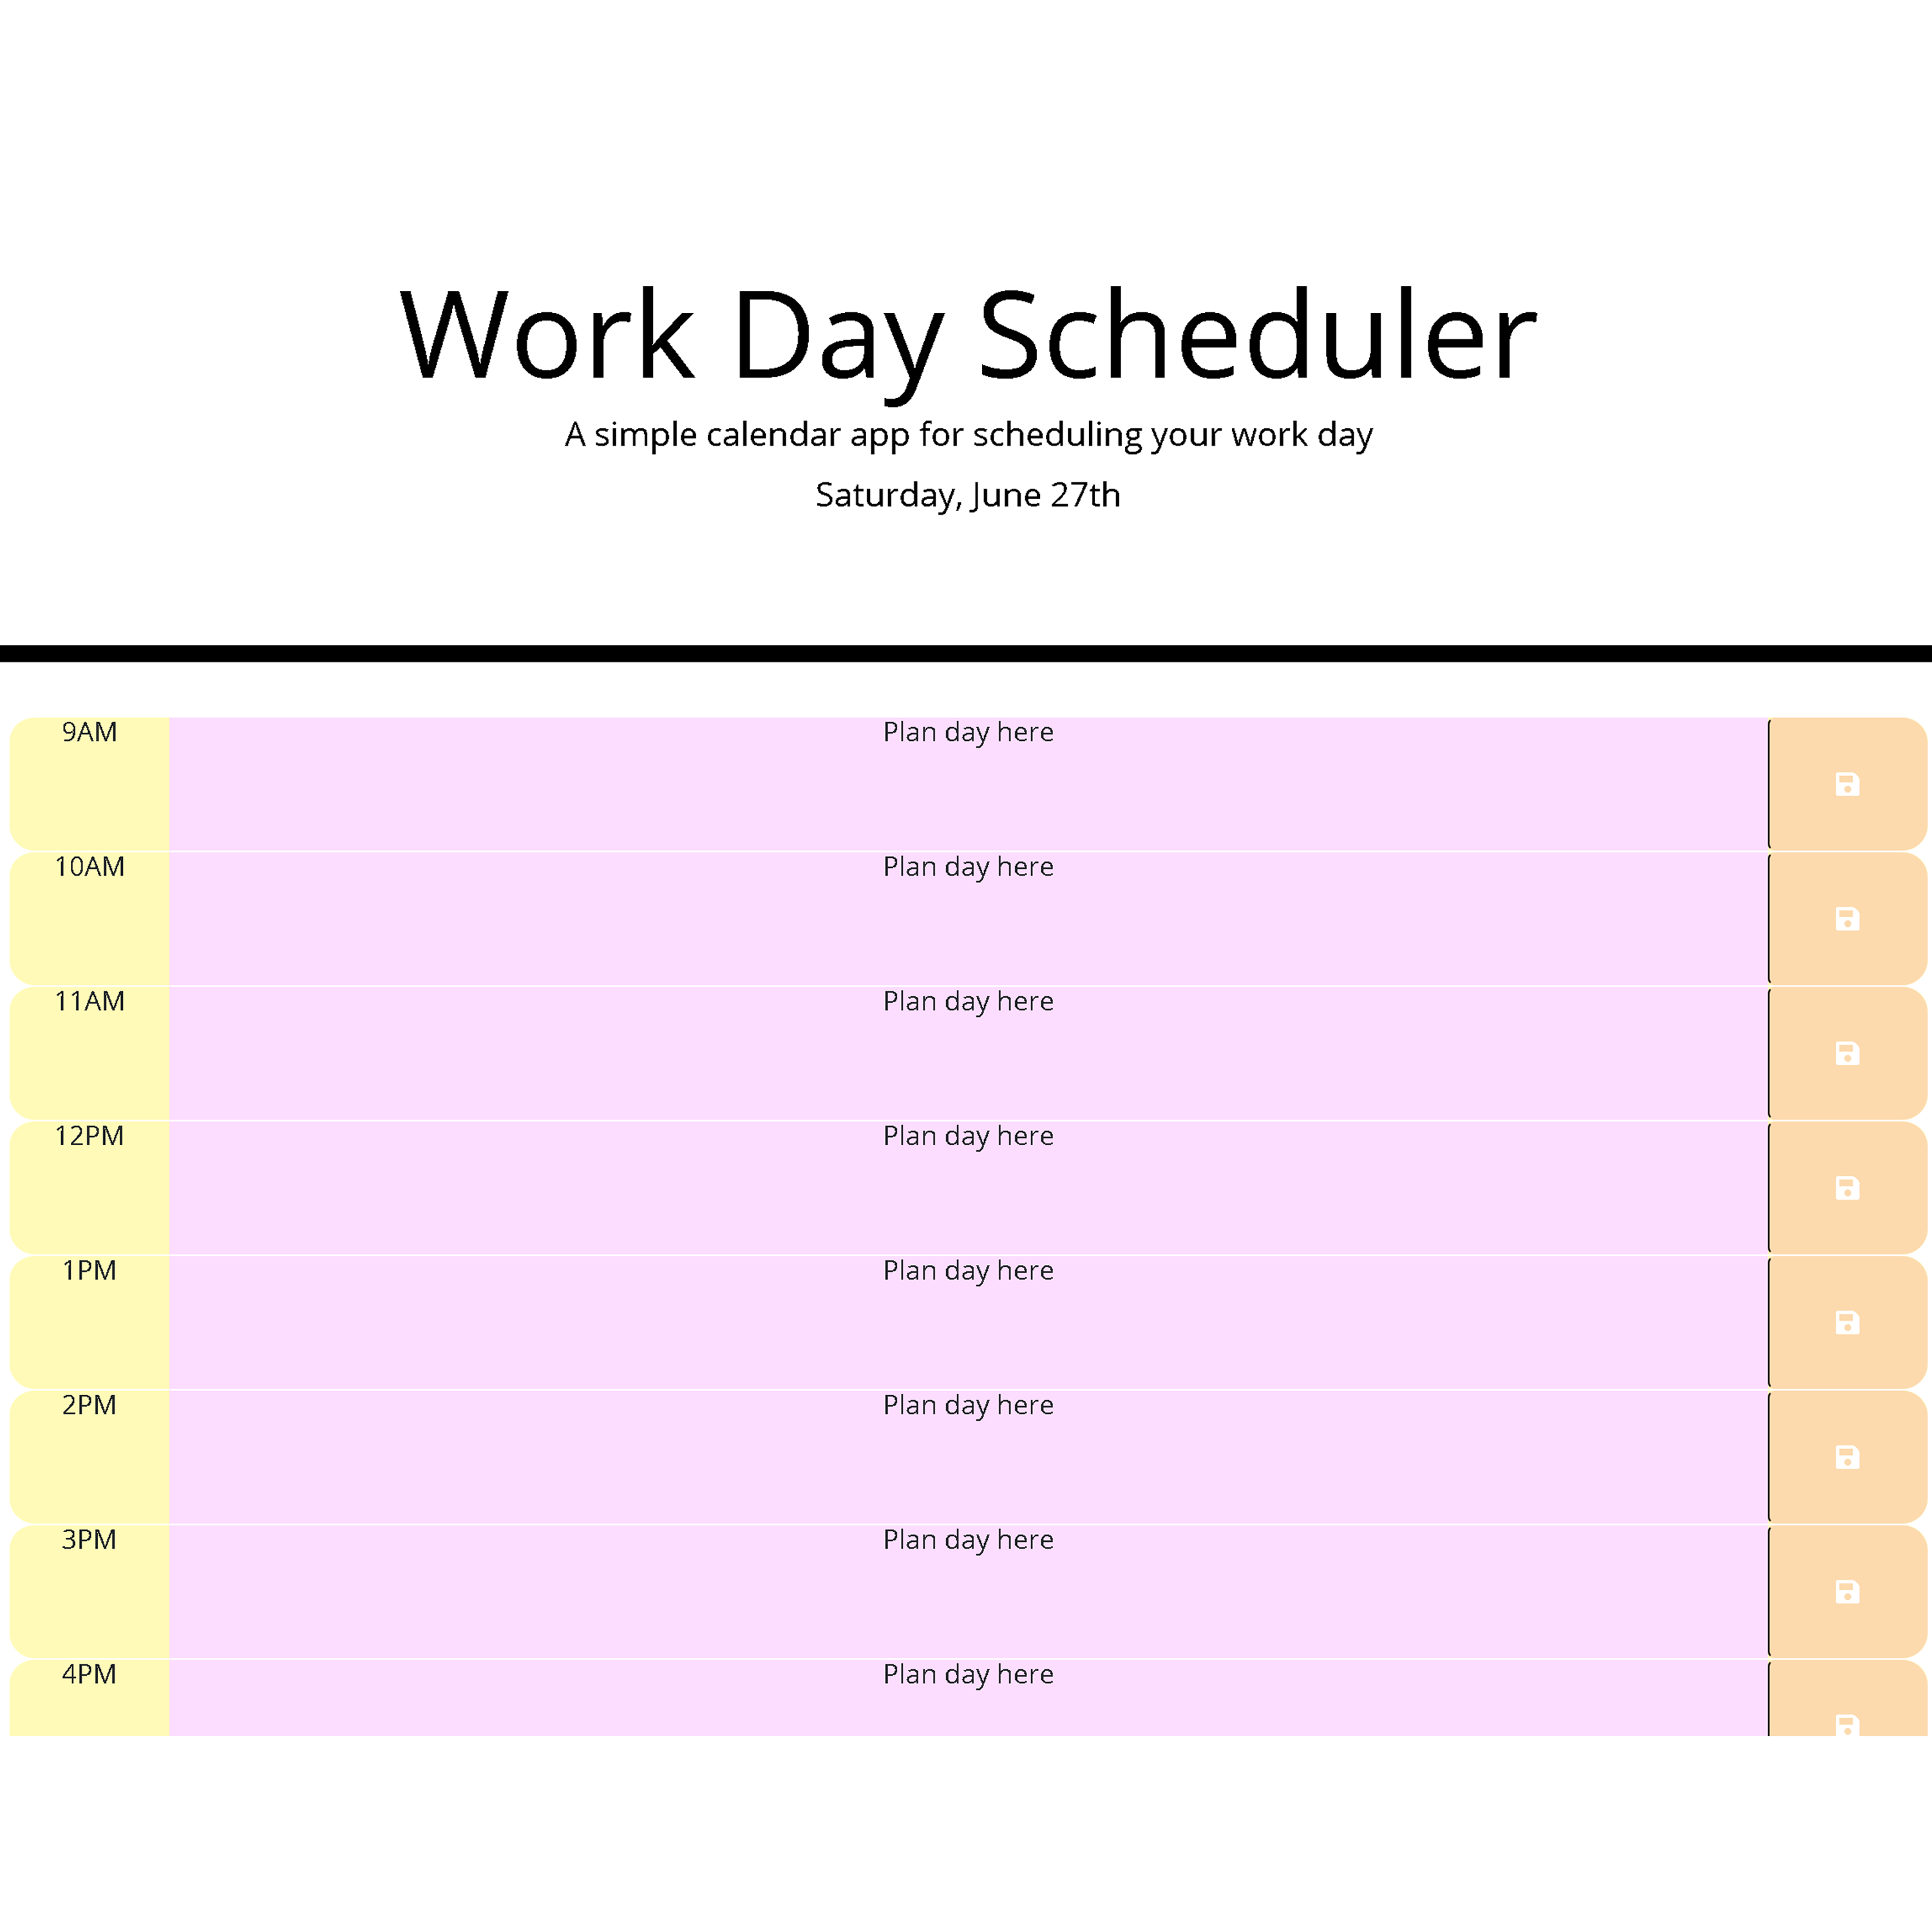 Work Day Scheduler
A simple calendar app for scheduling your work day
Saturday, June 27th
9AM Plan day here
10AM Plan day here
11AM Plan day here
12PM Plan day here
1PM Plan day here
2PM Plan day here
3PM Plan day here
4PM Plan day here